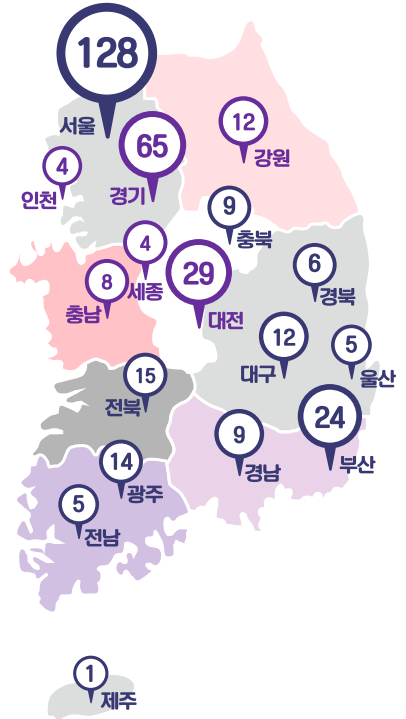 128
서울
65
경기
12
강원
4
인천
9
충북
4
세종
29
대전
6
경북
8
충남
12
대구
5
울산
15
전북
24
부산
9
경남
14
광주
5
전남
1
제주